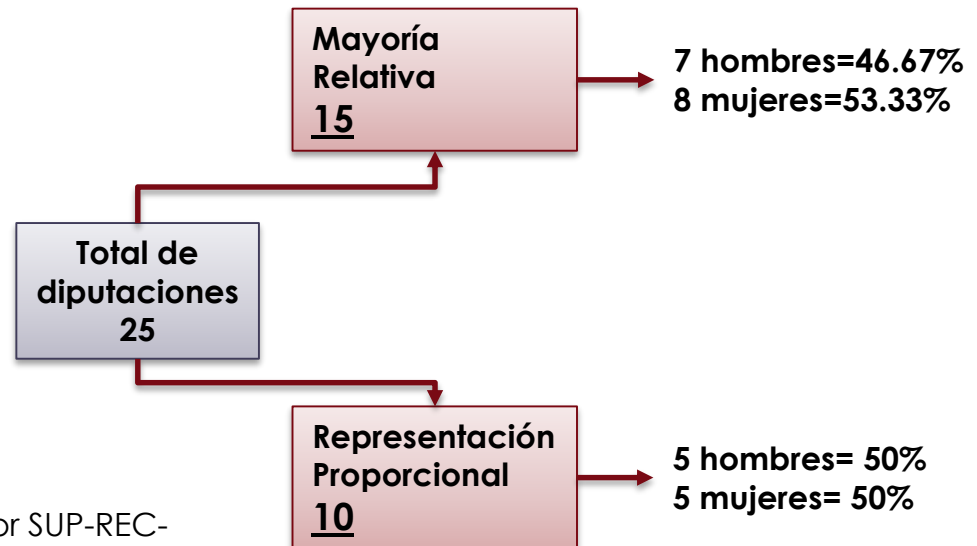 Mayoría
Relativa
15
7 hombres=46.67%
8 mujeres=53.33%
Total de
diputaciones
25
Representación
Proporcional
10
5 hombres= 50%
5 mujeres= 50%
or SUP-REC-